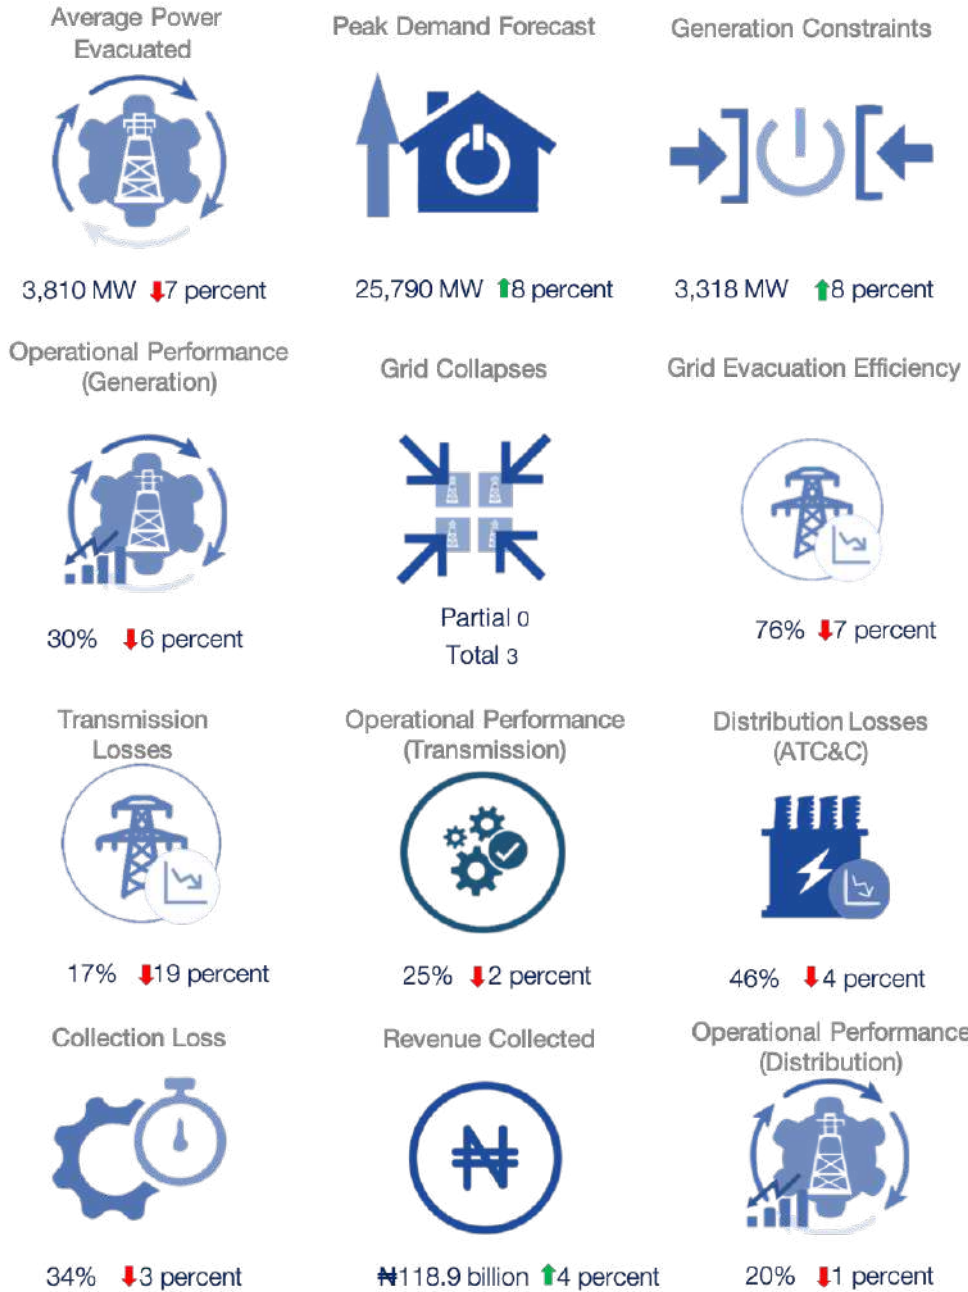 Average Power
Evacuated
Peak Demand Forecast
Generation Constraints
3,810 MW ⬇7 percent
25,790 MW ⬆8 percent
3,318 MW ⬆8 percent
Operational Performance
(Generation)
Grid Collapses
Grid Evacuation Efficiency
30% ⬇6 percent
Partial 0
Total 3
76% ⬇7 percent
Transmission
Losses
Operational Performance
(Transmission)
Distribution Losses
(ATC&C)
17% ⬇19 percent
25% ⬇2 percent
46% ⬇4 percent
Collection Loss
Revenue Collected
Operational Performance
(Distribution)
₦
34% ⬇3 percent
₦118.9 billion ⬆4 percent
20% ⬇1 percent